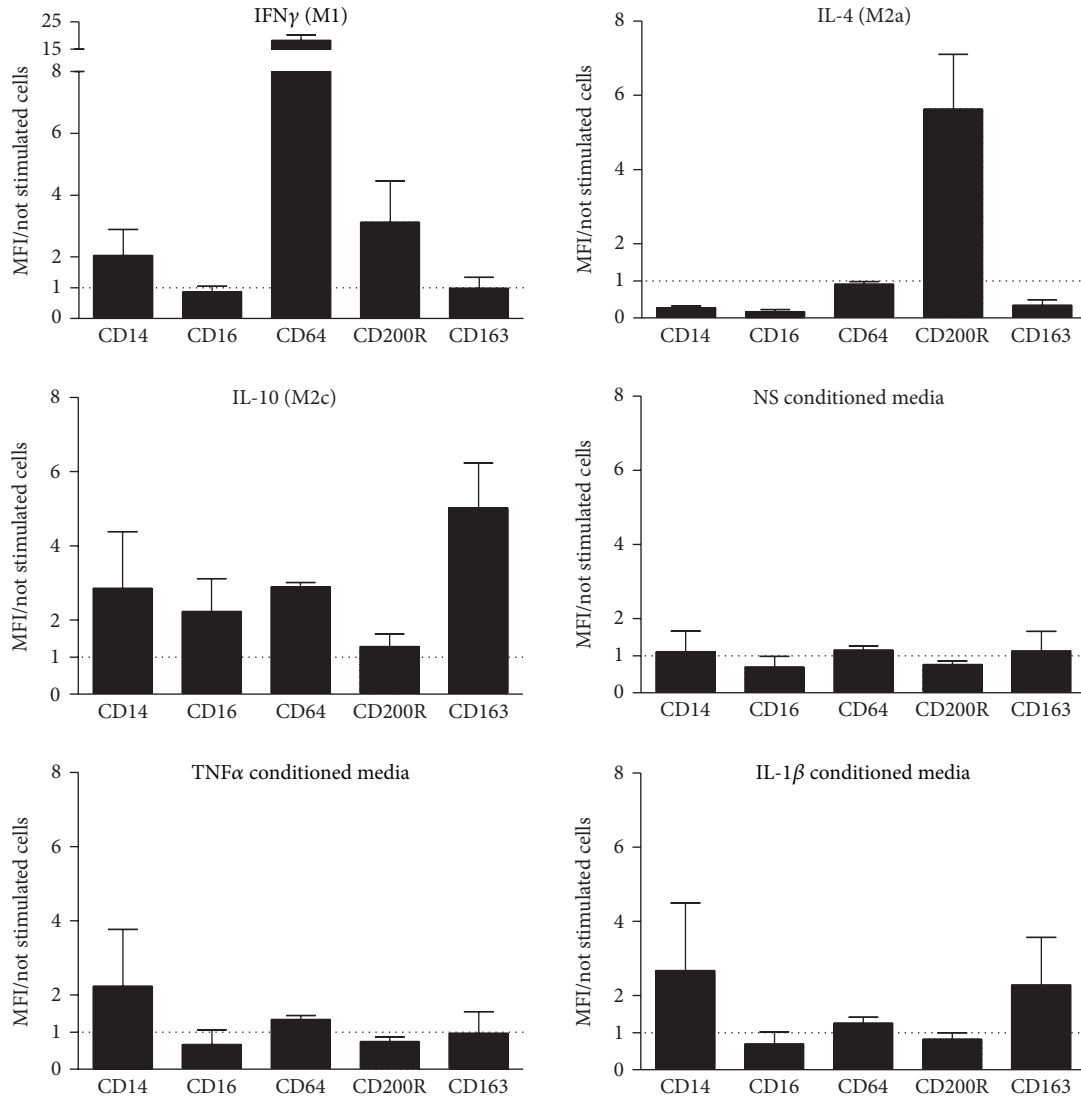 IFNγ (M1)
MFI/not stimulated cells
25
15
8
6
4
2
1
0
CD14 CD16 CD64 CD200R CD163
IL-4 (M2a)
MFI/not stimulated cells
8
6
4
2
1
0
CD14 CD16 CD64 CD200R CD163
IL-10 (M2c)
MFI/not stimulated cells
8
6
4
2
1
0
CD14 CD16 CD64 CD200R CD163
NS conditioned media
MFI/not stimulated cells
8
6
4
2
1
0
CD14 CD16 CD64 CD200R CD163
TNFα conditioned media
MFI/not stimulated cells
8
6
4
2
1
0
CD14 CD16 CD64 CD200R CD163
IL-1β conditioned media
MFI/not stimulated cells
8
6
4
2
1
0
CD14 CD16 CD64 CD200R CD163